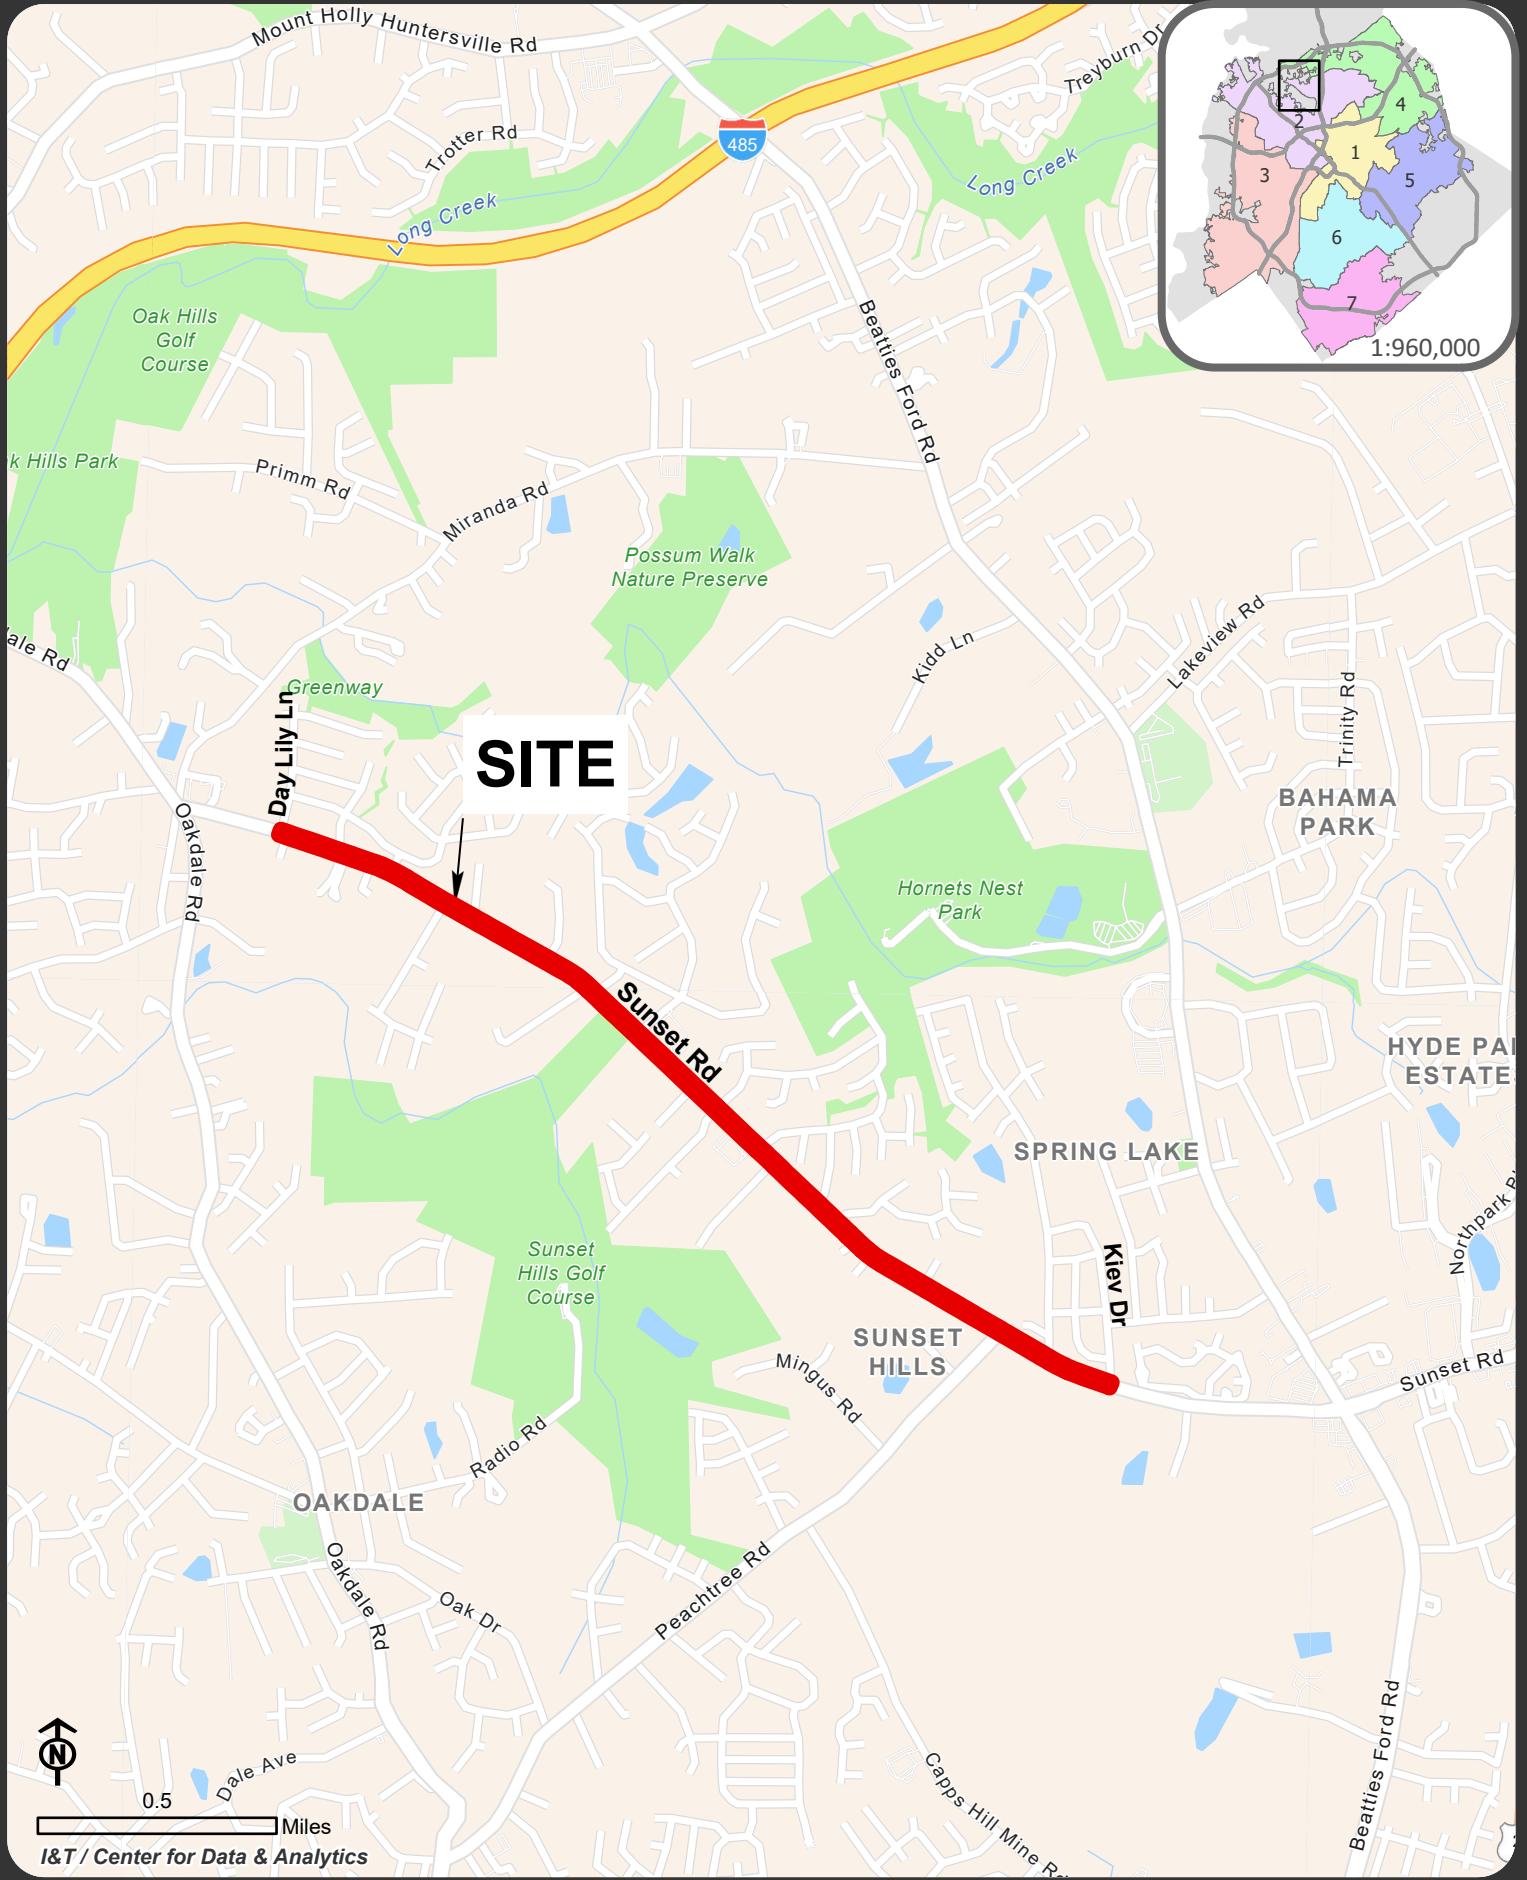 Mount Holly Huntersville Rd
Treyburn Dr
Trotter Rd
485
Long Creek
Long Creek
4
2
1
3
5
6
7
1:960,000
Oak Hills
Golf
Course
Beatties Ford Rd
k Hills Park
Primm Rd
Miranda Rd
Possum Walk
Nature Preserve
Lakeview Rd
Kidd Ln
dale Rd
Greenway
Day Lily Ln
Trinity Rd
SITE
BAHAMA
PARK
Oakdale Rd
Hornets Nest
Park
Sunset Rd
HYDE PA
ESTATE
SPRING LAKE
Northpark
Kiev Dr
Sunset
Hills Golf
Course
SUNSET
HILLS
Mingus Rd
Sunset Rd
Radio Rd
OAKDALE
Oakdale Rd
Peachtree Rd
Oak Dr
Beatties Ford Rd
N
Dale Ave
Capps Hill Mine Rd
0.5
Miles
I&T / Center for Data & Analytics